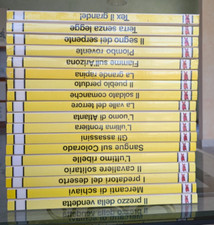 Tex il grande!
Terra senza legge
Il segno del serpente
Piombo rovente
Fiamme sull'Arizona
La grande rapina
Il pueblo perduto
Il soldato comanche
La valle del terrore
L'uomo di Atlanta
L'ultima frontiera
Gli assassini
Sangue sul Colorado
L'ultimo ribelle
Il cavaliere solitario
I predatori del deserto
Mercanti di schiavi
Il prezzo della vendetta